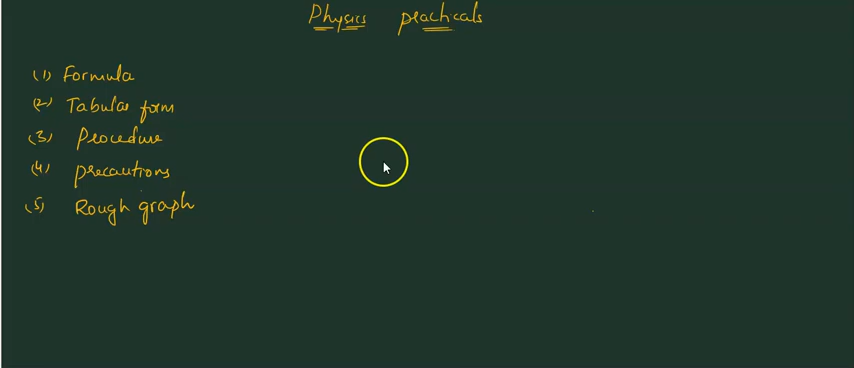 Physics practicals
(1) Formula
(2) Tabular form
(3) Procedure
(4) precautions
(5) Rough graph